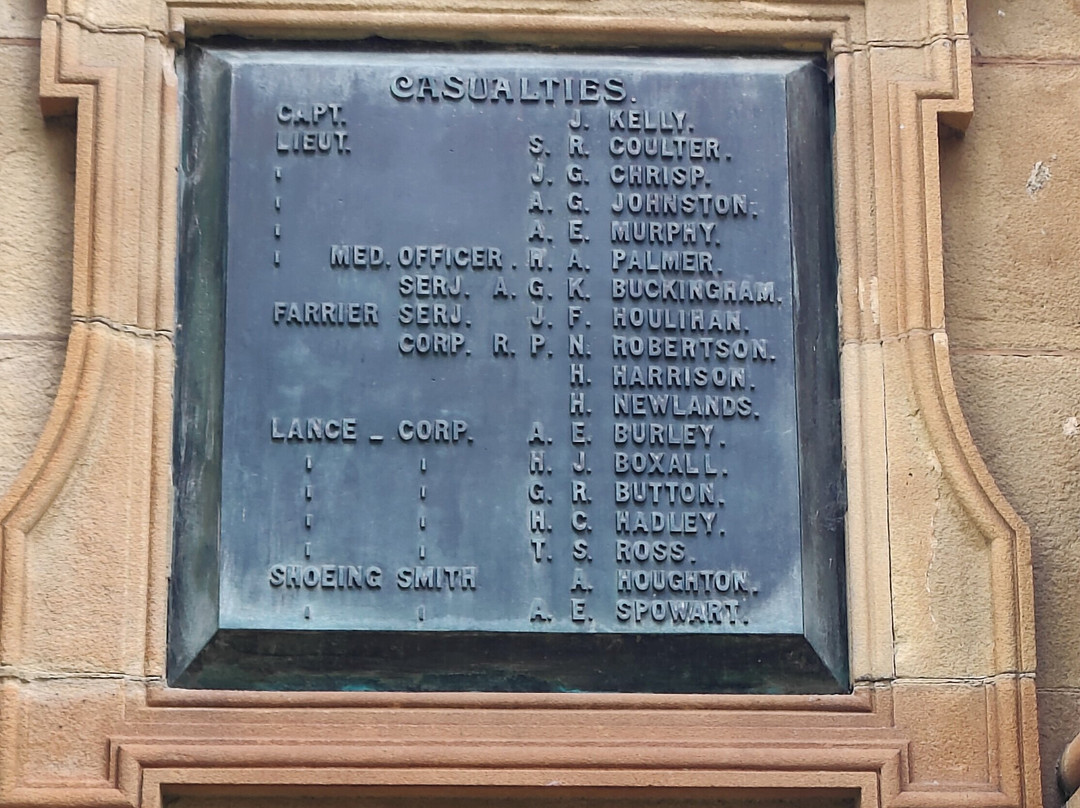 CASUALTIES.
CAPT. J. KELLY.
LIEUT. S. R. COULTER.
" J. G. CHRISP.
" A. G. JOHNSTON.
" A. E. MURPHY.
" MED. OFFICER. H. A. PALMER.
SERJ. A. G. K. BUCKINGHAM.
FARRIER SERJ. J. F. HOULIHAN.
CORP. R. P. N. ROBERTSON.
H. HARRISON.
H. NEWLANDS.
LANCE - CORP. A. E. BURLEY.
" " H. J. BOXALL.
" " G. R. BUTTON.
" " H. C. HADLEY.
" " T. S. ROSS.
SHOEING SMITH A. HOUGHTON.
" " A. E. SPOWART.